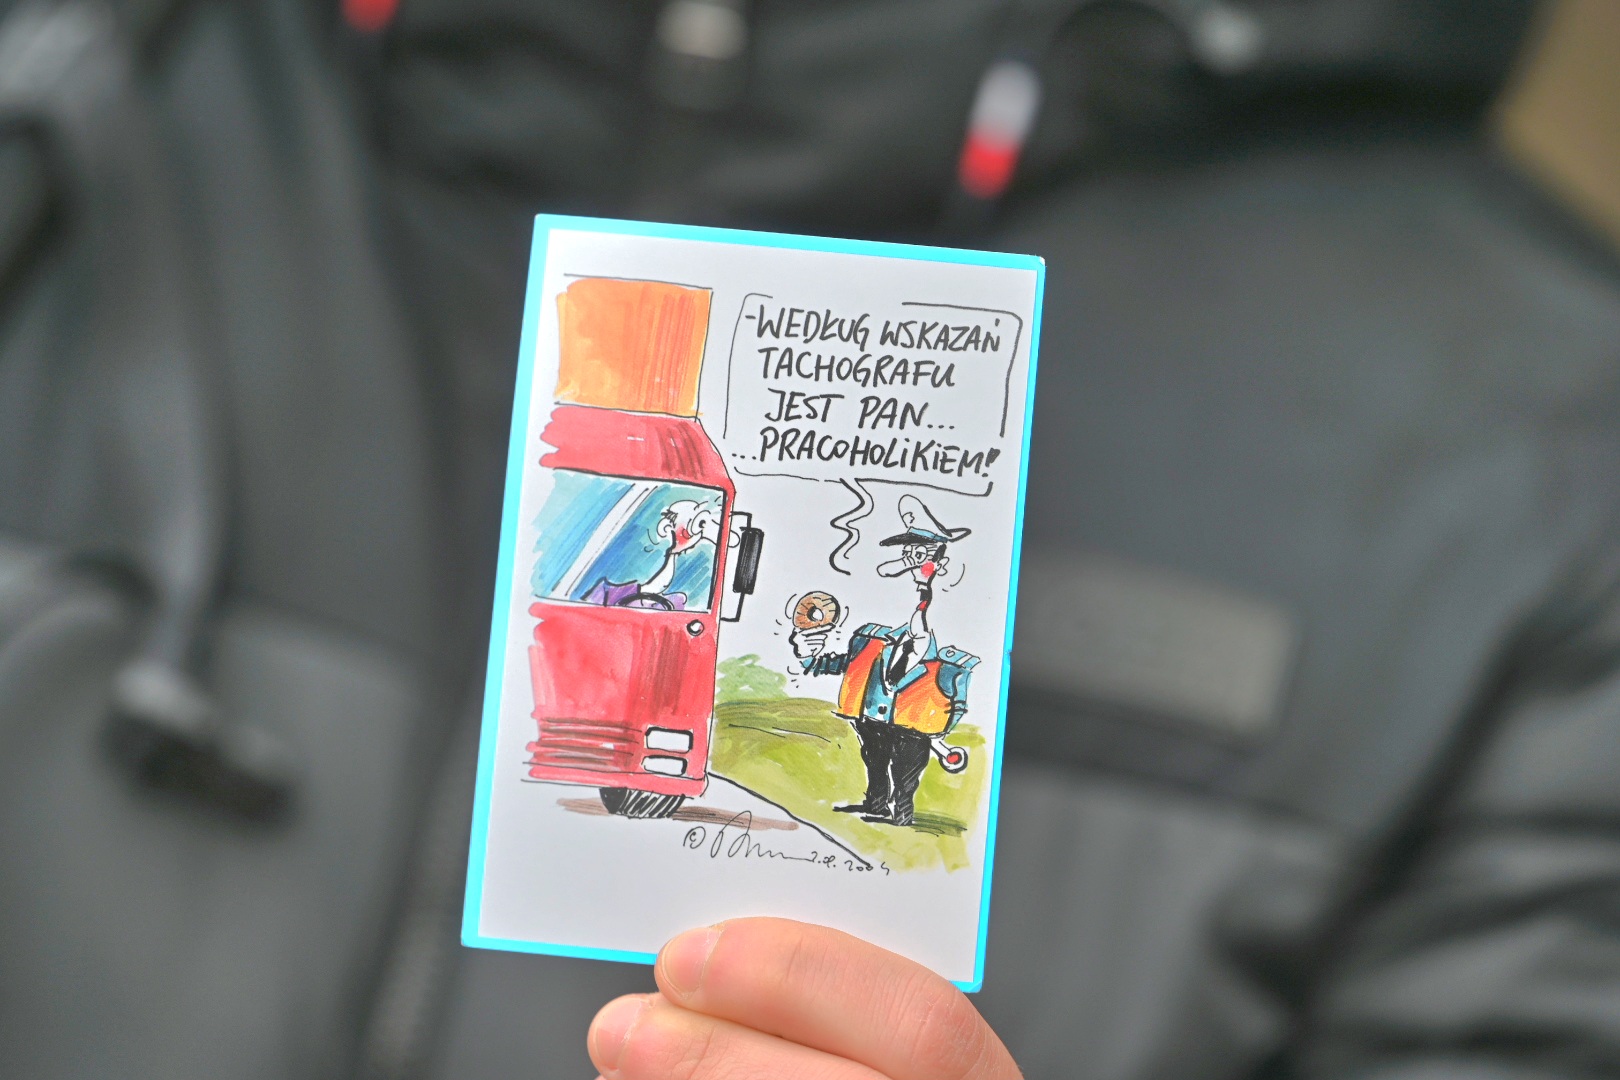 -WEDŁUG WSKAZAŃ
TACHOGRAFU
JEST PAN...
...PRACOHOLiKiEM!
©